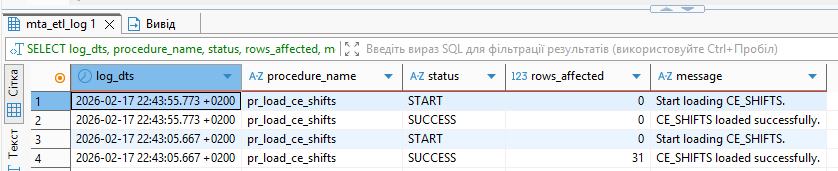 mta_etl_log 1
Вивід
SELECT log_dts, procedure_name, status, rows_affected, m
Введіть вираз SQL для фільтрації результатів (використовуйте Ctrl+Пробіл)
Сітка
Текст
log_dts A-Z procedure_name A-Z status 123 rows_affected A-Z message
1 2026-02-17 22:43:55.773 +0200 pr_load_ce_shifts START 0 Start loading CE_SHIFTS.
2 2026-02-17 22:43:55.773 +0200 pr_load_ce_shifts SUCCESS 0 CE_SHIFTS loaded successfully.
3 2026-02-17 22:43:05.667 +0200 pr_load_ce_shifts START 0 Start loading CE_SHIFTS.
4 2026-02-17 22:43:05.667 +0200 pr_load_ce_shifts SUCCESS 31 CE_SHIFTS loaded successfully.